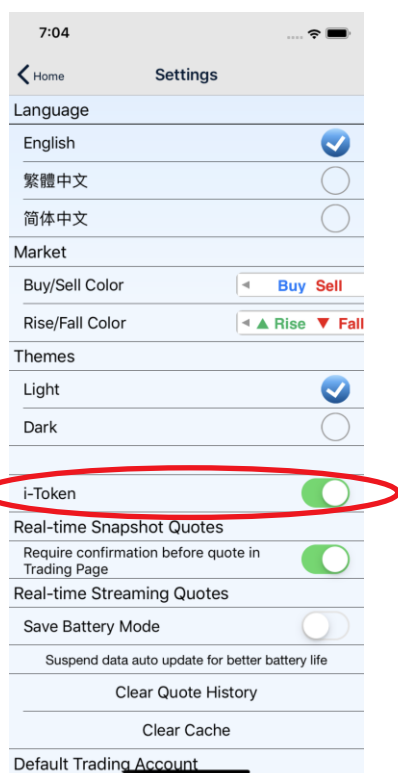 7:04
Home Settings
Language
English
繁體中文
简体中文
Market
Buy/Sell Color Buy Sell
Rise/Fall Color ▲ Rise ▼ Fall
Themes
Light
Dark
i-Token
Real-time Snapshot Quotes
Require confirmation before quote in
Trading Page
Real-time Streaming Quotes
Save Battery Mode
Suspend data auto update for better battery life
Clear Quote History
Clear Cache
Default Trading Account